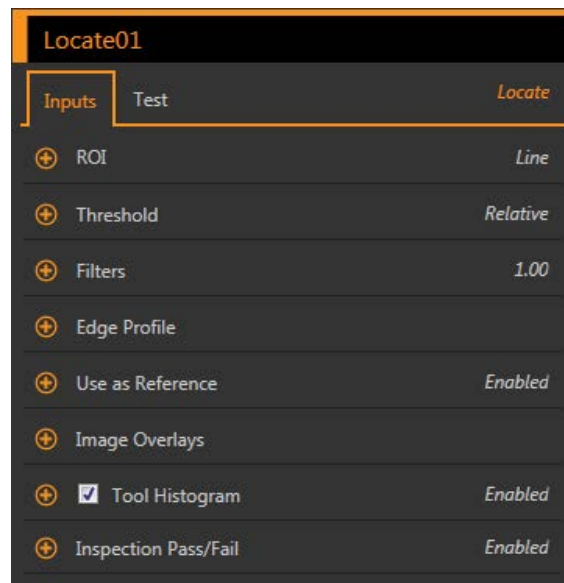 Locate01
Inputs Test Locate
ROI Line
Threshold Relative
Filters 1.00
Edge Profile
Use as Reference Enabled
Image Overlays
Tool Histogram Enabled
Inspection Pass/Fail Enabled